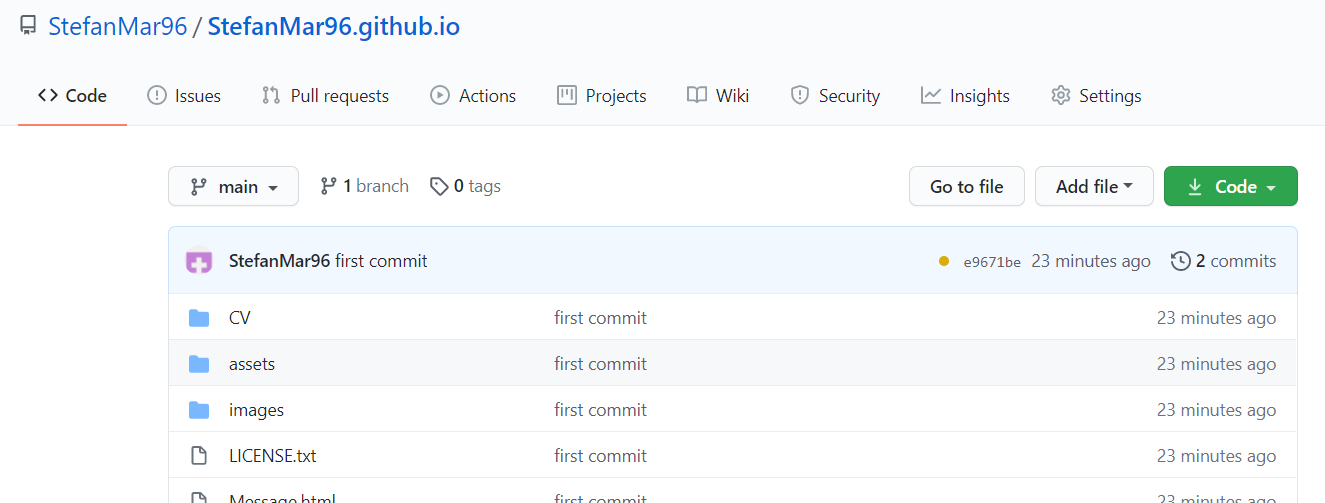 StefanMar96 / StefanMar96.github.io
Code Issues Pull requests Actions Projects Wiki Security Insights Settings
main 1 branch 0 tags Go to file Add file Code
StefanMar96 first commit e9671be 23 minutes ago 2 commits
CV first commit 23 minutes ago
assets first commit 23 minutes ago
images first commit 23 minutes ago
LICENSE.txt first commit 23 minutes ago
Message.html first commit 23 minutes ago